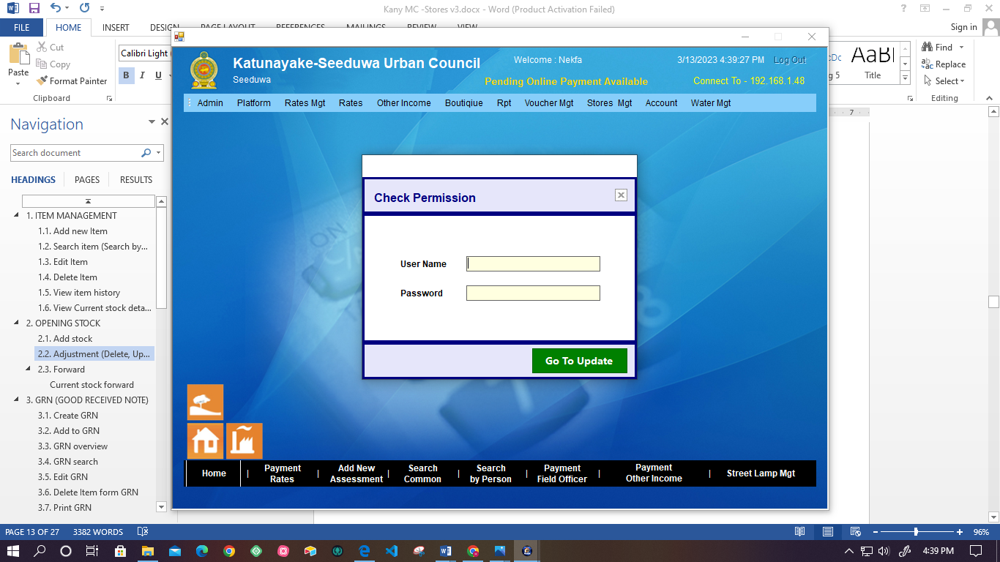 Kany MC -Stores v3.docx - Word (Product Activation Failed)
FILE HOME INSERT DESIGN PAGE LAYOUT REFERENCES MAILINGS REVIEW VIEW Sign in
Paste
Cut
Copy
Format Painter
Clipboard
Calibri Light
B I U
AaBl
Title
Find
Replace
Select
Editing
Navigation
Search document
HEADINGS PAGES RESULTS
1. ITEM MANAGEMENT
1.1. Add new Item
1.2. Search item (Search by...
1.3. Edit Item
1.4. Delete Item
1.5. View item history
1.6. View Current stock deta...
2. OPENING STOCK
2.1. Add stock
2.2. Adjustment (Delete, Up...
2.3. Forward
Current stock forward
3. GRN (GOOD RECEIVED NOTE)
3.1. Create GRN
3.2. Add to GRN
3.3. GRN overview
3.4. GRN search
3.5. Edit GRN
3.6. Delete Item form GRN
3.7. Print GRN
7
Katunayake-Seeduwa Urban Council
Seeduwa
Welcome : Nekfa
3/13/2023 4:39:27 PM Log Out
Pending Online Payment Available
Connect To - 192.168.1.48
Admin Platform Rates Mgt Rates Other Income Boutiqiue Rpt Voucher Mgt Stores Mgt Account Water Mgt
ON
Check Permission
User Name
Password
Go To Update
Home
Payment Rates
Add New Assessment
Search Common
Search by Person
Payment Field Officer
Payment Other Income
Street Lamp Mgt
PAGE 13 OF 27 3382 WORDS 96%
4:39 PM